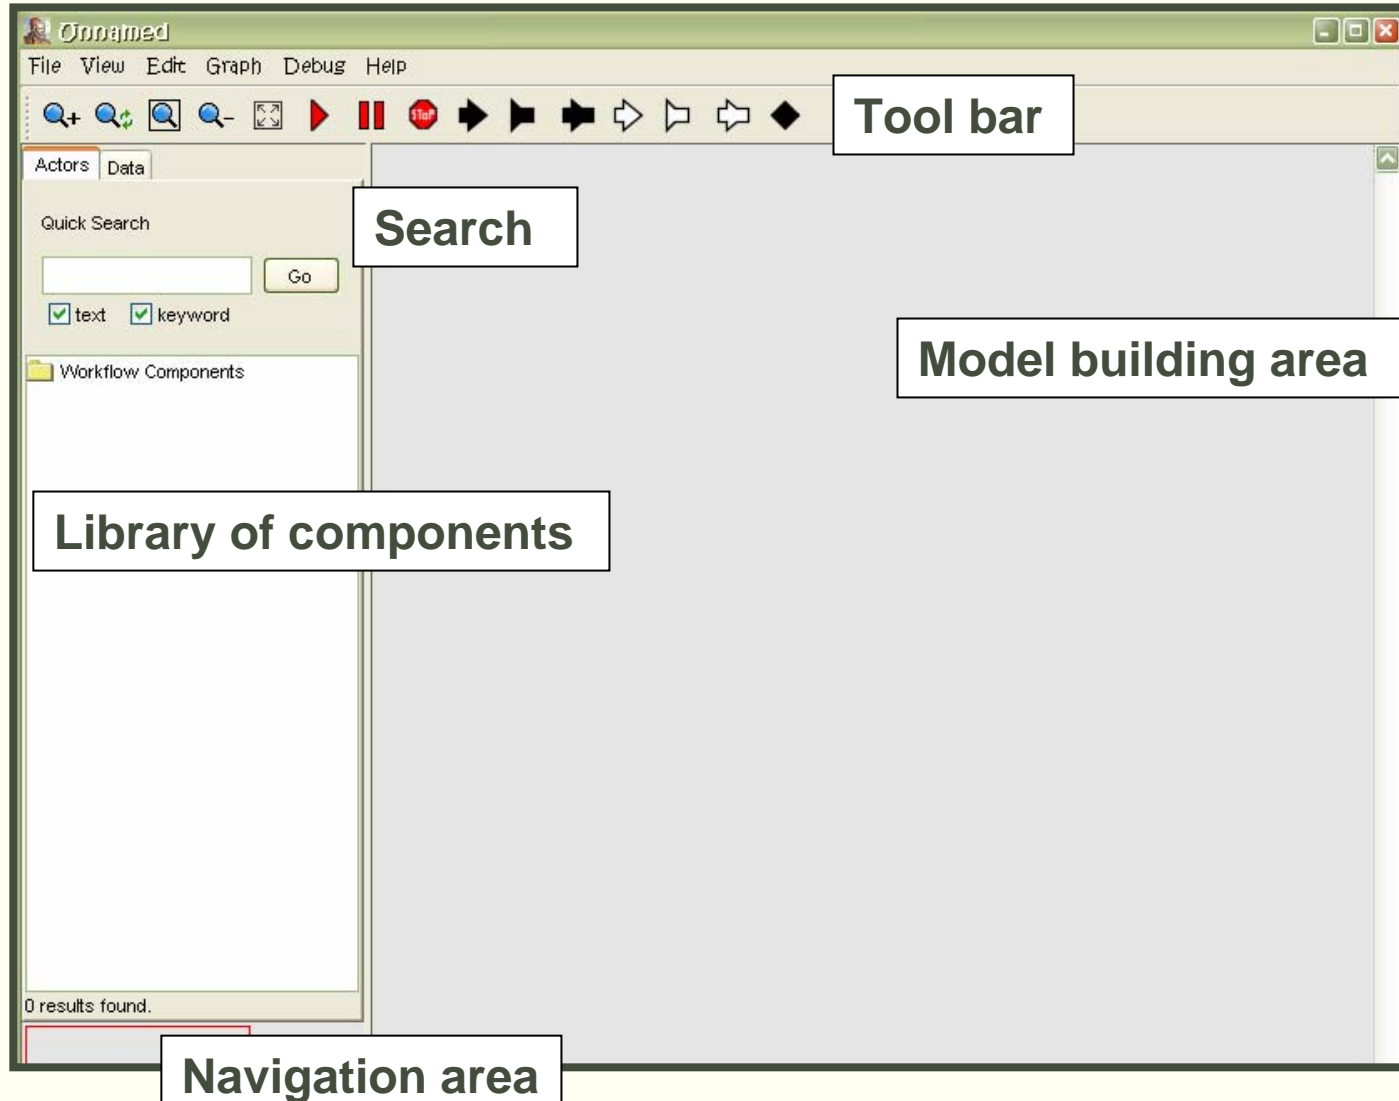 Unnamed
File View Edit Graph Debug Help
STOP
Tool bar
Actors Data
Quick Search
Search
Go
text keyword
Model building area
Workflow Components
Library of components
0 results found.
Navigation area